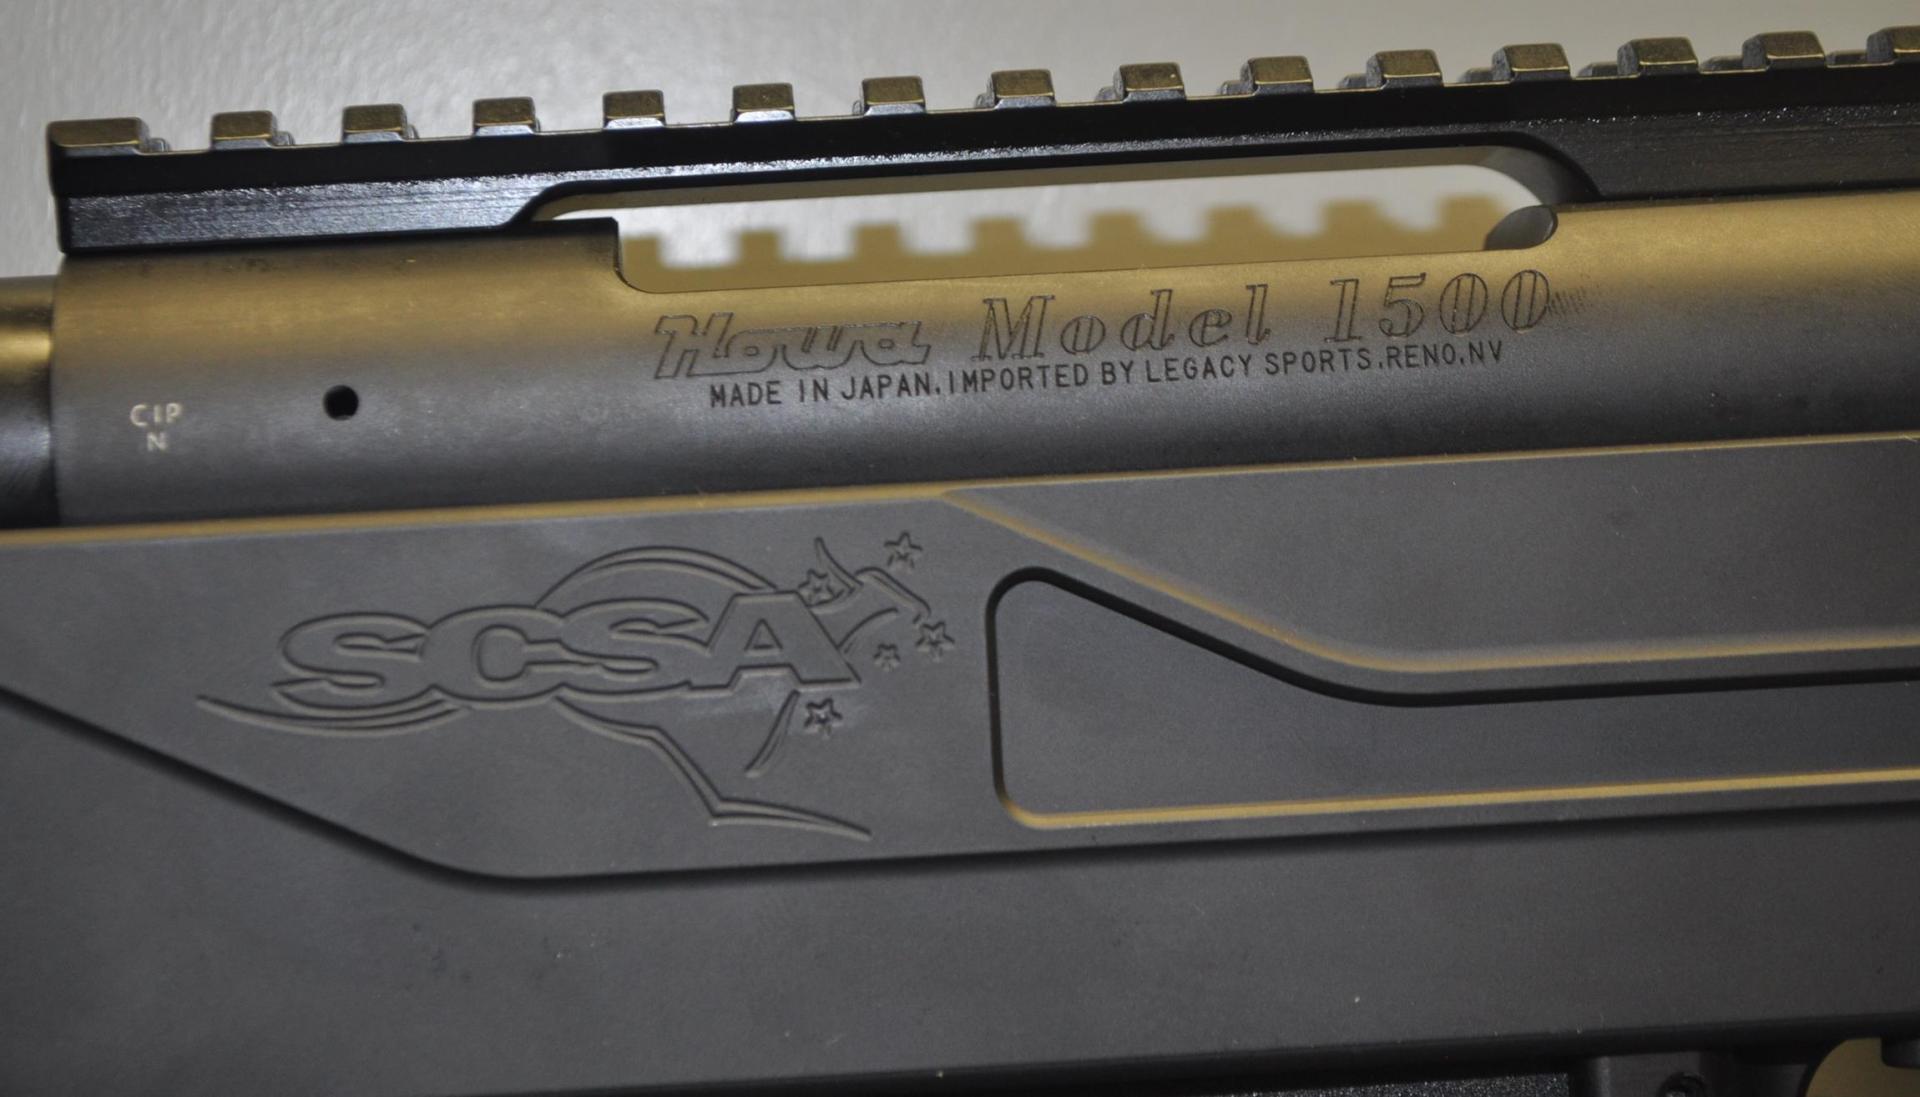 Howa Model 1500
MADE IN JAPAN.IMPORTED BY LEGACY SPORTS.RENO.NV
CIP
N
SCSA